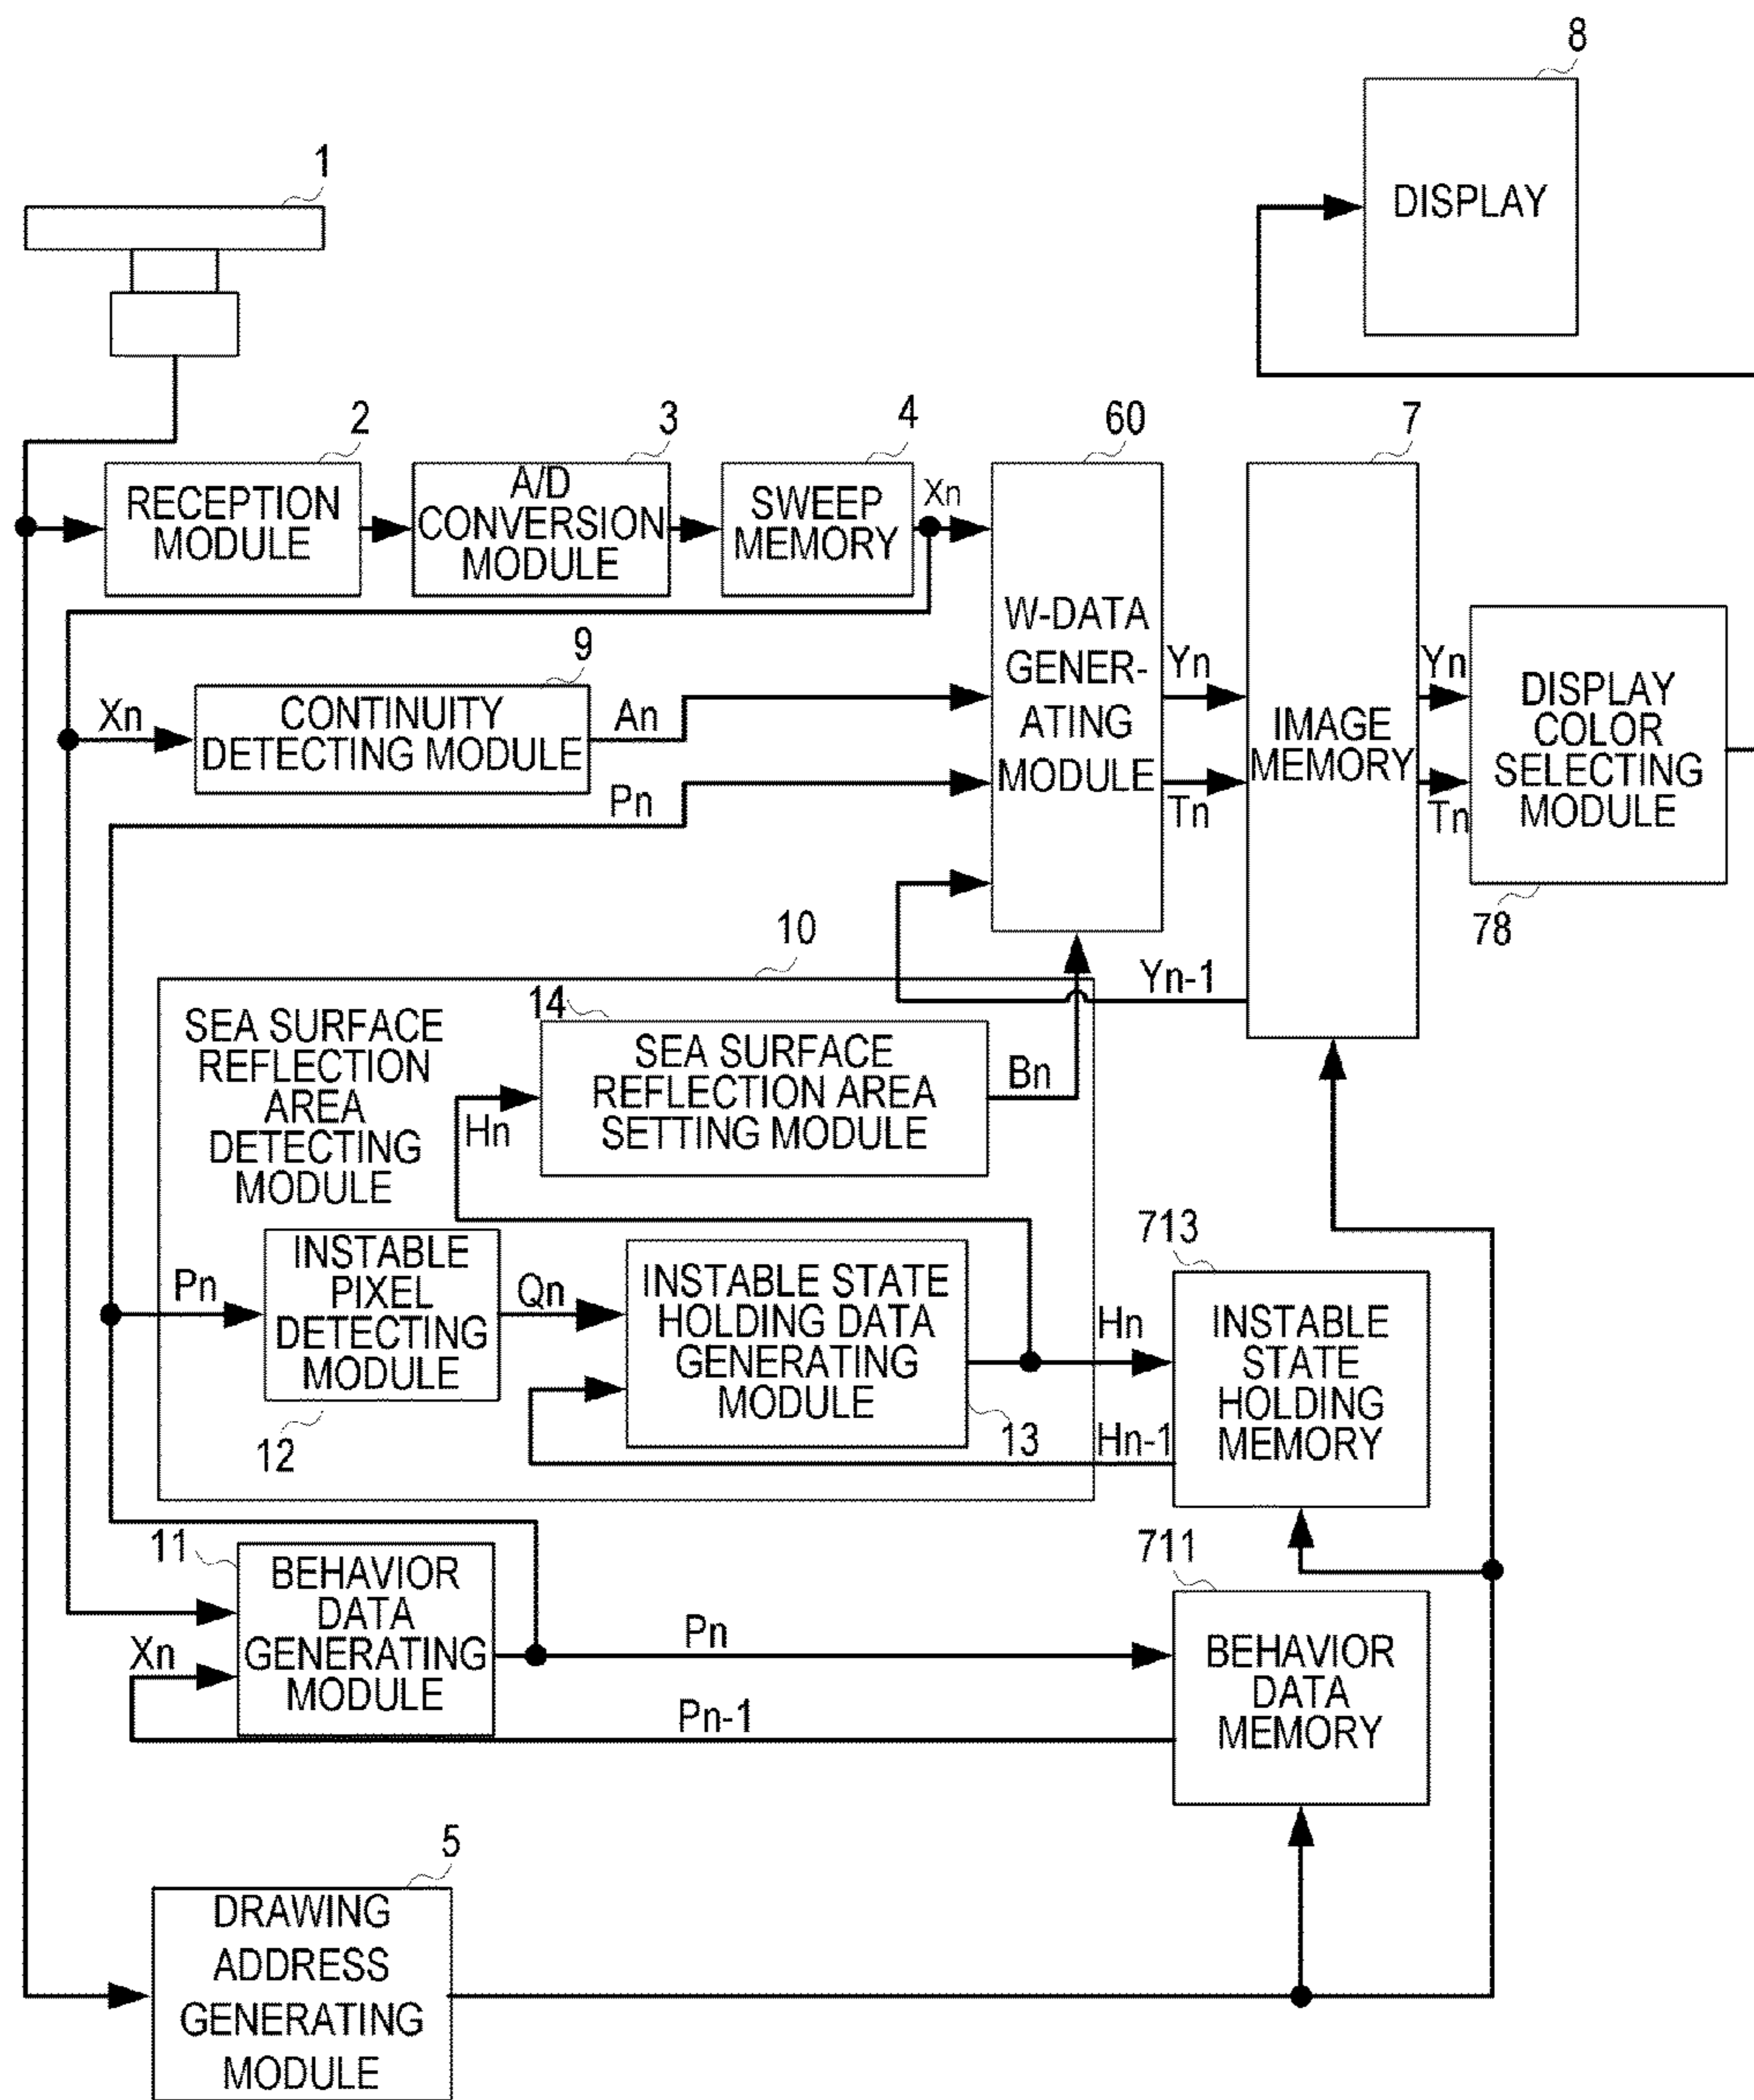 8
DISPLAY
1
2
RECEPTION
MODULE
3
A/D
CONVERSION
MODULE
4
SWEEP
MEMORY
Xn
60
W-DATA
GENER-
ATING
MODULE
7
IMAGE
MEMORY
Yn
Tn
Yn
Tn
DISPLAY
COLOR
SELECTING
MODULE
78
Xn
9
CONTINUITY
DETECTING MODULE
An
Pn
Yn-1
10
SEA SURFACE
REFLECTION
AREA
DETECTING
MODULE
14
SEA SURFACE
REFLECTION AREA
SETTING MODULE
Bn
Hn
Pn
INSTABLE
PIXEL
DETECTING
MODULE
12
Qn
INSTABLE STATE
HOLDING DATA
GENERATING
MODULE
13
Hn
Hn-1
713
INSTABLE
STATE
HOLDING
MEMORY
11
BEHAVIOR
DATA
GENERATING
MODULE
Xn
Pn
Pn-1
711
BEHAVIOR
DATA
MEMORY
5
DRAWING
ADDRESS
GENERATING
MODULE